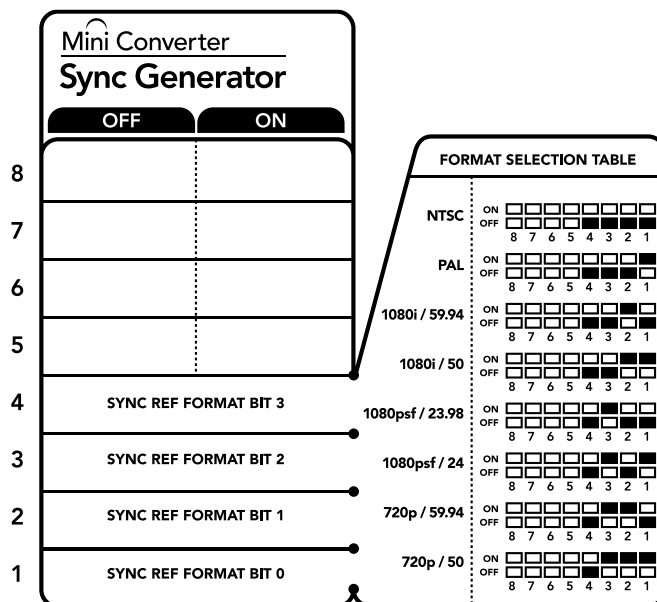 Mini Converter
Sync Generator
OFF ON
8
7
6
5
4 SYNC REF FORMAT BIT 3
3 SYNC REF FORMAT BIT 2
2 SYNC REF FORMAT BIT 1
1 SYNC REF FORMAT BIT 0
FORMAT SELECTION TABLE
NTSC ON
OFF
8 7 6 5 4 3 2 1
PAL ON
OFF
8 7 6 5 4 3 2 1
1080i / 59.94 ON
OFF
8 7 6 5 4 3 2 1
1080i / 50 ON
OFF
8 7 6 5 4 3 2 1
1080psf / 23.98 ON
OFF
8 7 6 5 4 3 2 1
1080psf / 24 ON
OFF
8 7 6 5 4 3 2 1
720p / 59.94 ON
OFF
8 7 6 5 4 3 2 1
720p / 50 ON
OFF
8 7 6 5 4 3 2 1